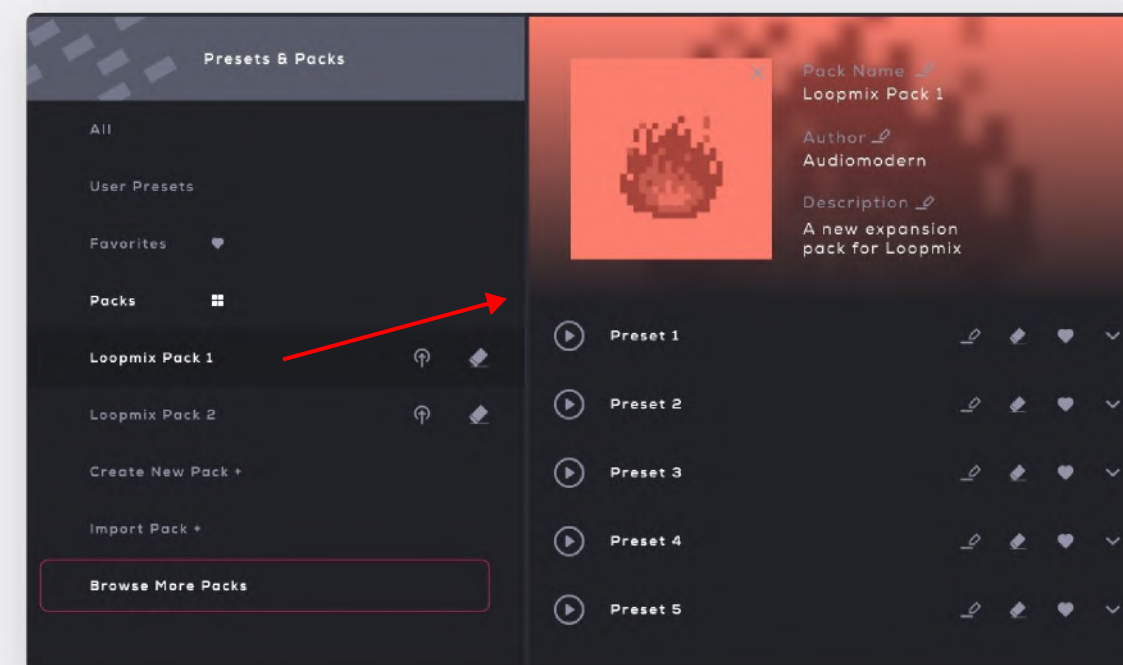 Presets & Packs
All
User Presets
Favorites
Packs
Loopmix Pack 1
Loopmix Pack 2
Create New Pack +
Import Pack +
Browse More Packs
Pack Name
Loopmix Pack 1
Author
Audiomodern
Description
A new expansion
pack for Loopmix
Preset 1
Preset 2
Preset 3
Preset 4
Preset 5